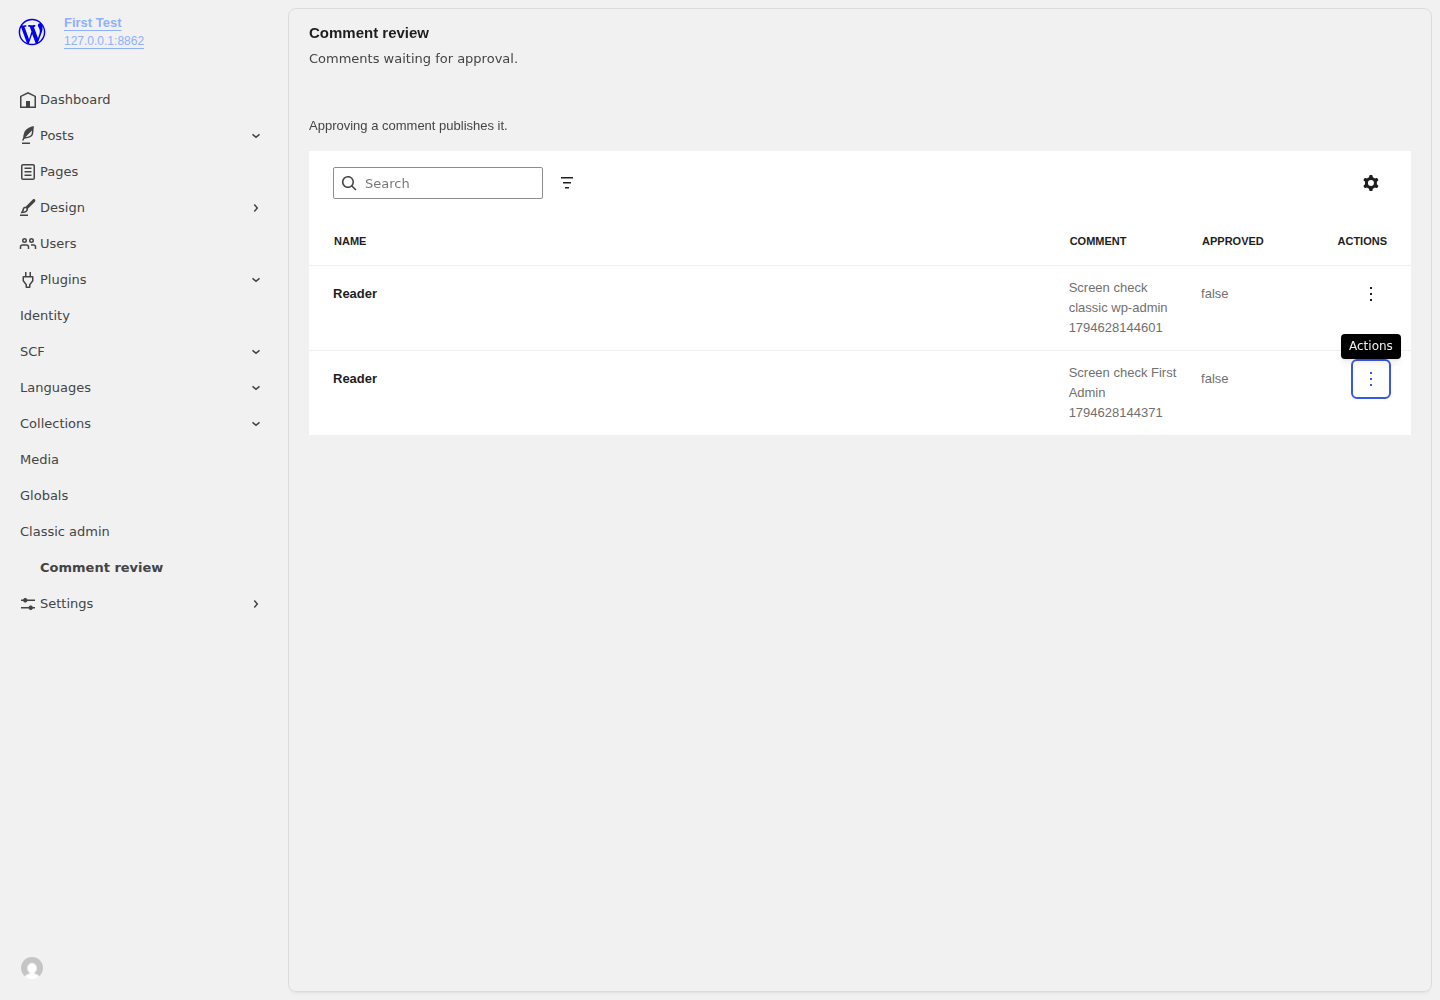 First Test
127.0.0.1:8862
Dashboard
Posts
Pages
Design
Users
Plugins
Identity
SCF
Languages
Collections
Media
Globals
Classic admin
Comment review
Settings
Comment review
Comments waiting for approval.
Approving a comment publishes it.
Search
NAME COMMENT APPROVED ACTIONS
Reader Screen check false
classic wp-admin
1794628144601
Actions
Reader Screen check First false
Admin
1794628144371